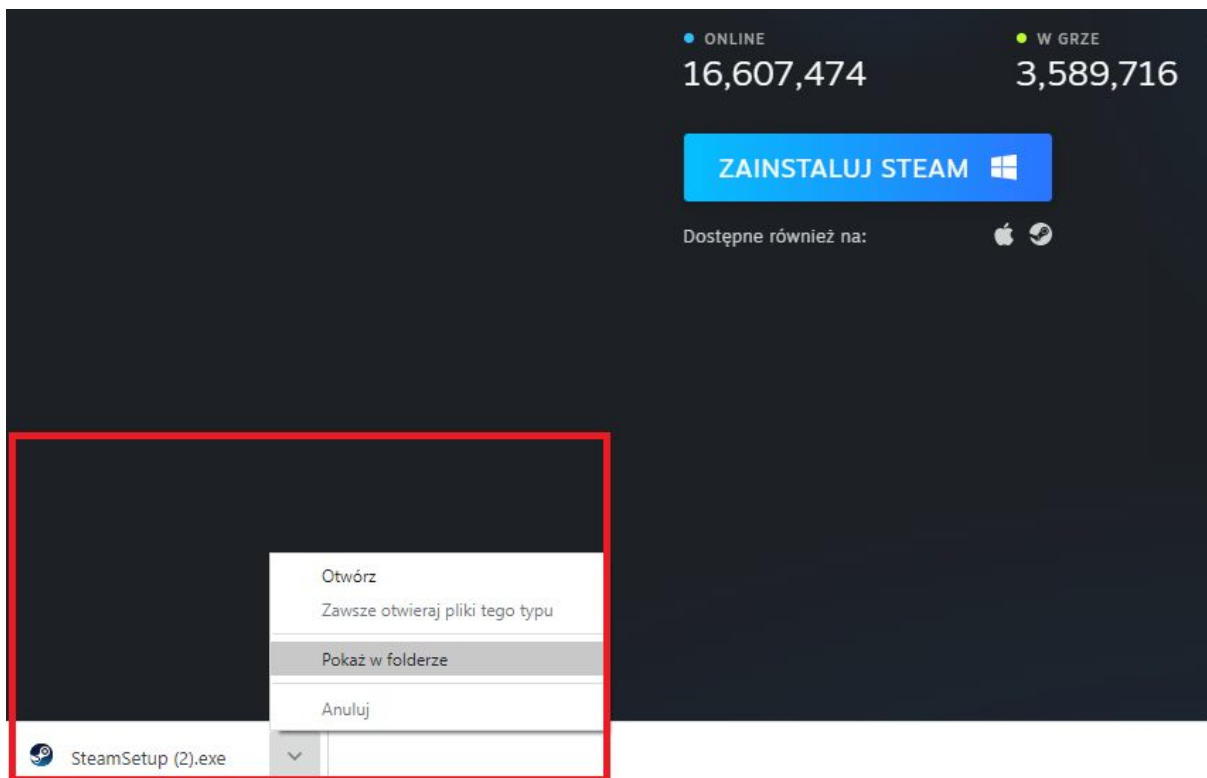 ONLINE
W GRZE
16,607,474
3,589,716
ZAINSTALUJ STEAM
Dostępne również na:
Otwórz
Zawsze otwieraj pliki tego typu
Pokaż w folderze
Anuluj
SteamSetup (2).exe